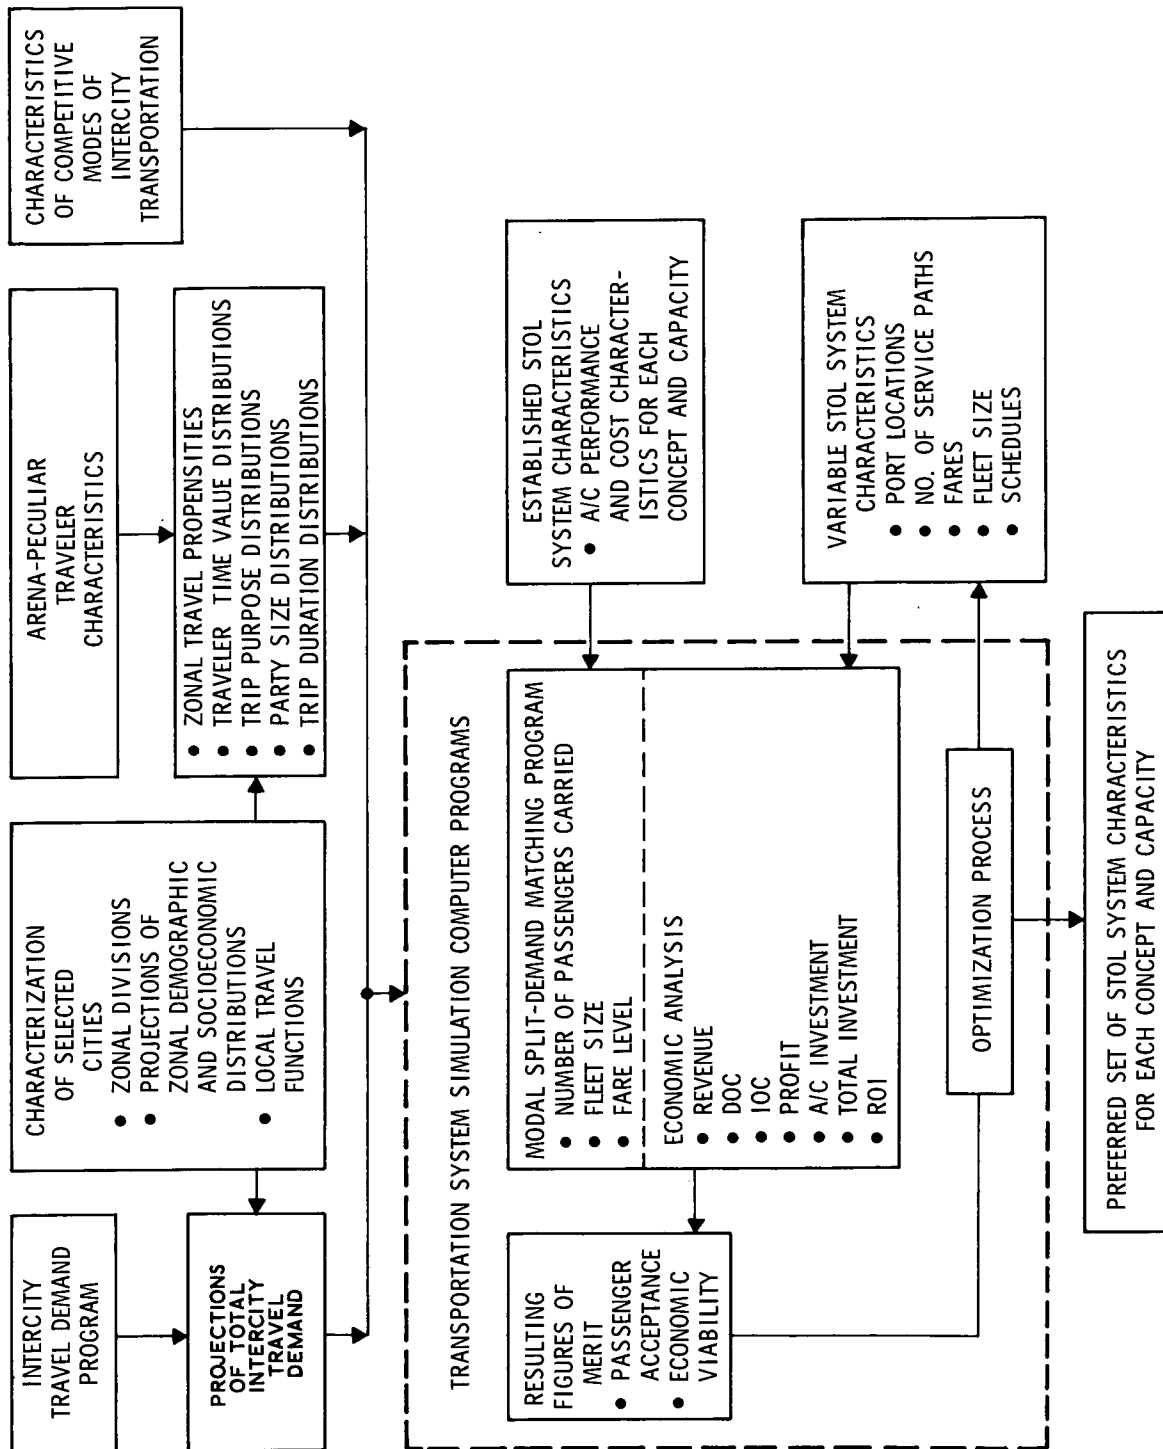 INTERCITY
TRAVEL DEMAND
PROGRAM
CHARACTERIZATION
OF SELECTED
CITIES
• ZONAL DIVISIONS
• PROJECTIONS OF
ZONAL DEMOGRAPHIC
AND SOCIOECONOMIC
DISTRIBUTIONS
• LOCAL TRAVEL
FUNCTIONS
ARENA-PECULIAR
TRAVELER
CHARACTERISTICS
CHARACTERISTICS
OF COMPETITIVE
MODES OF
INTERCITY
TRANSPORTATION
PROJECTIONS
OF TOTAL
INTERCITY
TRAVEL
DEMAND
• ZONAL TRAVEL PROPENSITIES
• TRAVELER TIME VALUE DISTRIBUTIONS
• TRIP PURPOSE DISTRIBUTIONS
• PARTY SIZE DISTRIBUTIONS
• TRIP DURATION DISTRIBUTIONS
TRANSPORTATION SYSTEM SIMULATION COMPUTER PROGRAMS
RESULTING
FIGURES OF
MERIT
• PASSENGER
ACCEPTANCE
• ECONOMIC
VIABILITY
MODAL SPLIT-DEMAND MATCHING PROGRAM
• NUMBER OF PASSENGERS CARRIED
• FLEET SIZE
• FARE LEVEL
ECONOMIC ANALYSIS
• REVENUE
• DOC
• IOC
• PROFIT
• A/C INVESTMENT
• TOTAL INVESTMENT
• ROI
ESTABLISHED STOL
SYSTEM CHARACTERISTICS
• A/C PERFORMANCE
AND COST CHARACTER-
ISTICS FOR EACH
CONCEPT AND CAPACITY
VARIABLE STOL SYSTEM
CHARACTERISTICS
• PORT LOCATIONS
• NO. OF SERVICE PATHS
• FARES
• FLEET SIZE
• SCHEDULES
OPTIMIZATION PROCESS
PREFERRED SET OF STOL SYSTEM CHARACTERISTICS
FOR EACH CONCEPT AND CAPACITY